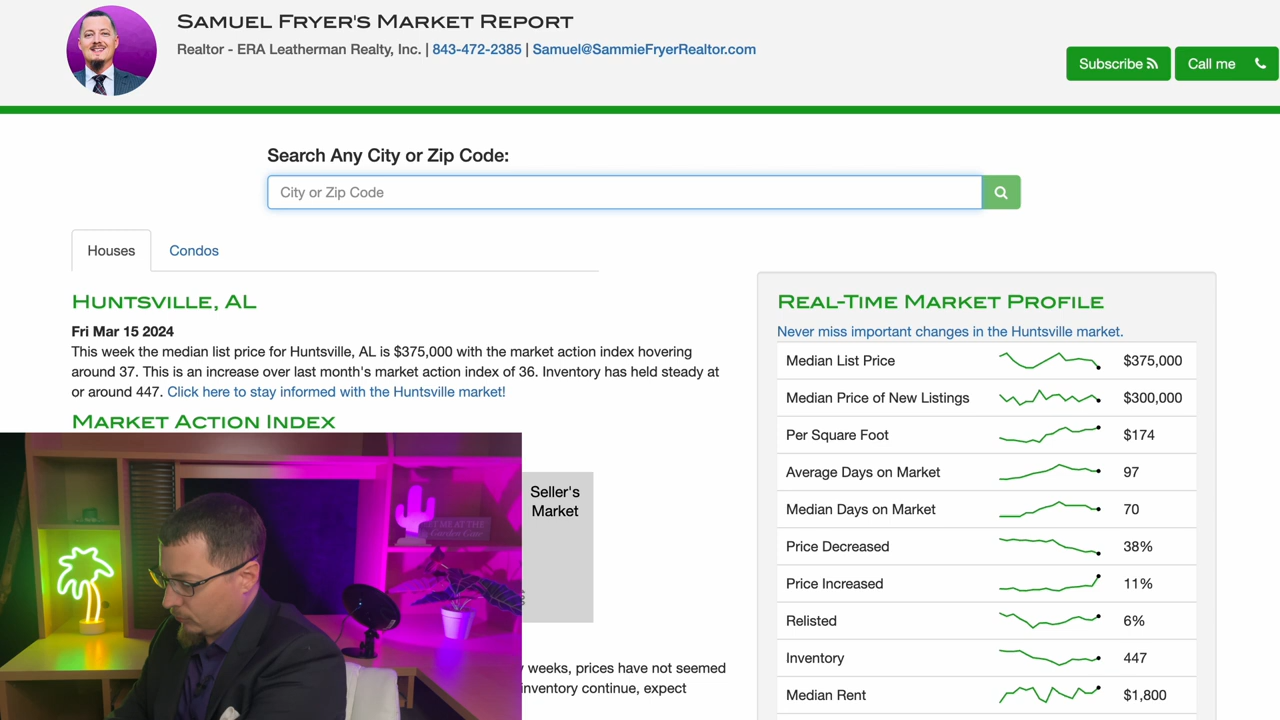 Samuel Fryer's Market Report
Realtor - ERA Leatherman Realty, Inc. | 843-472-2385 | Samuel@SammieFryerRealtor.com
Subscribe
Call me
Search Any City or Zip Code:
City or Zip Code
Houses
Condos
Huntsville, AL
Fri Mar 15 2024
This week the median list price for Huntsville, AL is $375,000 with the market action index hovering
around 37. This is an increase over last month's market action index of 36. Inventory has held steady at
or around 447. Click here to stay informed with the Huntsville market!
Market Action Index
Seller's
Market
weeks, prices have not seemed
inventory continue, expect
Real-Time Market Profile
Never miss important changes in the Huntsville market.
Median List Price $375,000
Median Price of New Listings $300,000
Per Square Foot $174
Average Days on Market 97
Median Days on Market 70
Price Decreased 38%
Price Increased 11%
Relisted 6%
Inventory 447
Median Rent $1,800